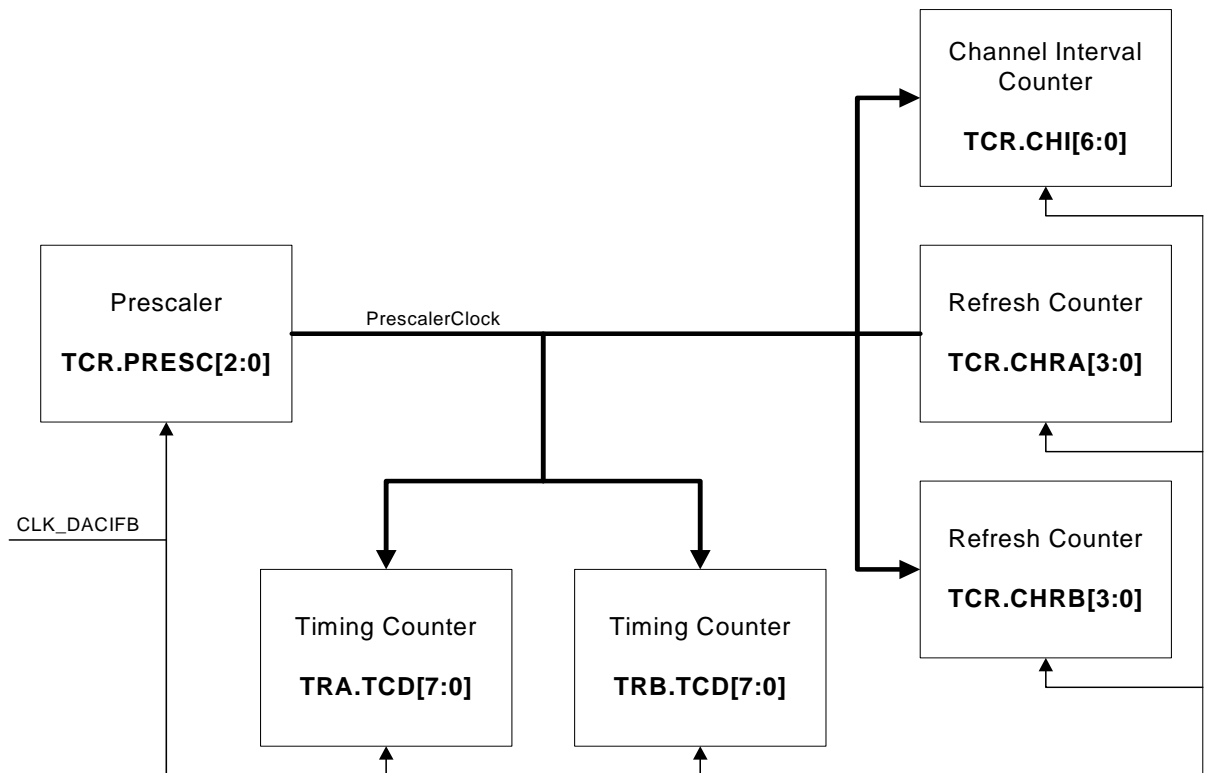 Channel Interval
Counter
TCR.CHI[6:0]
Prescaler
TCR.PRESC[2:0]
PrescalerClock
Refresh Counter
TCR.CHRA[3:0]
CLK_DACIFB
Refresh Counter
TCR.CHRB[3:0]
Timing Counter
TRA.TCD[7:0]
Timing Counter
TRB.TCD[7:0]